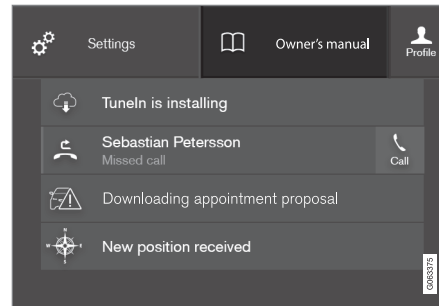 Settings
Owner's manual
Profile
TuneIn is installing
Sebastian Petersson
Missed call
Call
Downloading appointment proposal
N
W
E
S
New position received
G063375